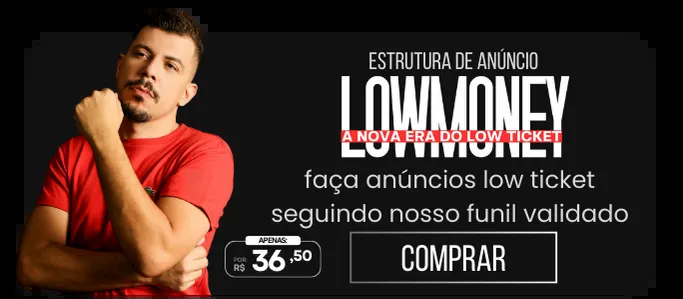 ESTRUTURA DE ANÚNCIO
LOWMONEY
A NOVA ERA DO LOW TICKET
faça anúncios low ticket
seguindo nosso funil validado
APENAS:
POR:
R$ 36,50
COMPRAR